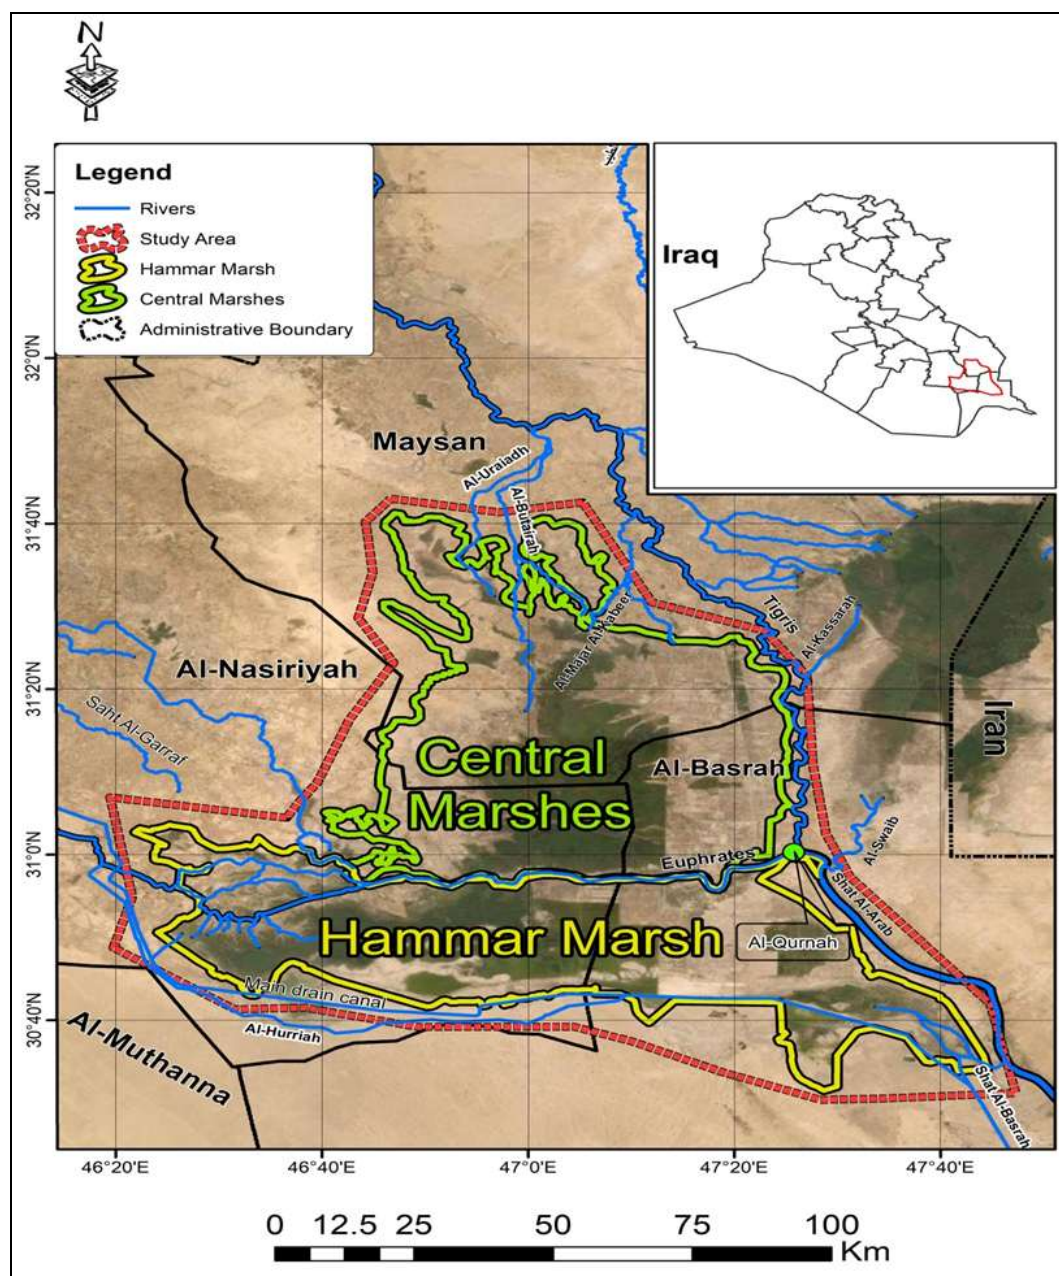 N
Legend
Rivers
Study Area
Hammar Marsh
Central Marshes
Administrative Boundary
Iraq
32°20'N
32°0'N
31°40'N
31°20'N
31°0'N
30°40'N
Maysan
Al-Uraiadh
Al-Butairah
Al-Majar Al-Kabeer
Tigris
Al-Kassarah
Al-Nasiriyah
Saht Al-Garraf
Iran
Central
Marshes
Al-Basrah
Al-Swaib
Euphrates
Shat Al-Arab
Hammar Marsh
Al-Qurnah
Main drain canal
Al-Hurriah
Al-Muthanna
Shat Al-Basrah
46°20'E
46°40'E
47°0'E
47°20'E
47°40'E
0 12.5 25 50 75 100
Km